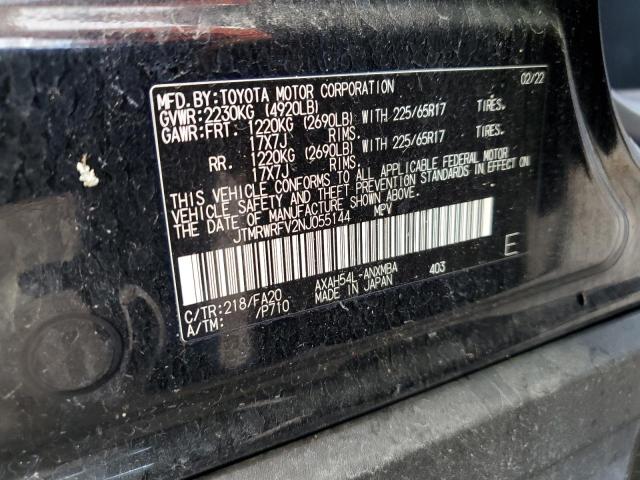 MFD. BY: TOYOTA MOTOR CORPORATION 02/22
GVWR: 2230KG (4920LB)
GAWR: FRT. 1220KG (2690LB) WITH 225/65R17 TIRES.
17X7J RIMS.
RR. 1220KG (2690LB) WITH 225/65R17 TIRES.
17X7J RIMS.
THIS VEHICLE CONFORMS TO ALL APPLICABLE FEDERAL MOTOR
VEHICLE SAFETY AND THEFT PREVENTION STANDARDS IN EFFECT ON
THE DATE OF MANUFACTURE SHOWN ABOVE.
JTMRWRFV2NJ055144 MPV
E
C/TR: 218/FA20 AXAH54L-ANXMBA 403
A/TM: /P710 MADE IN JAPAN